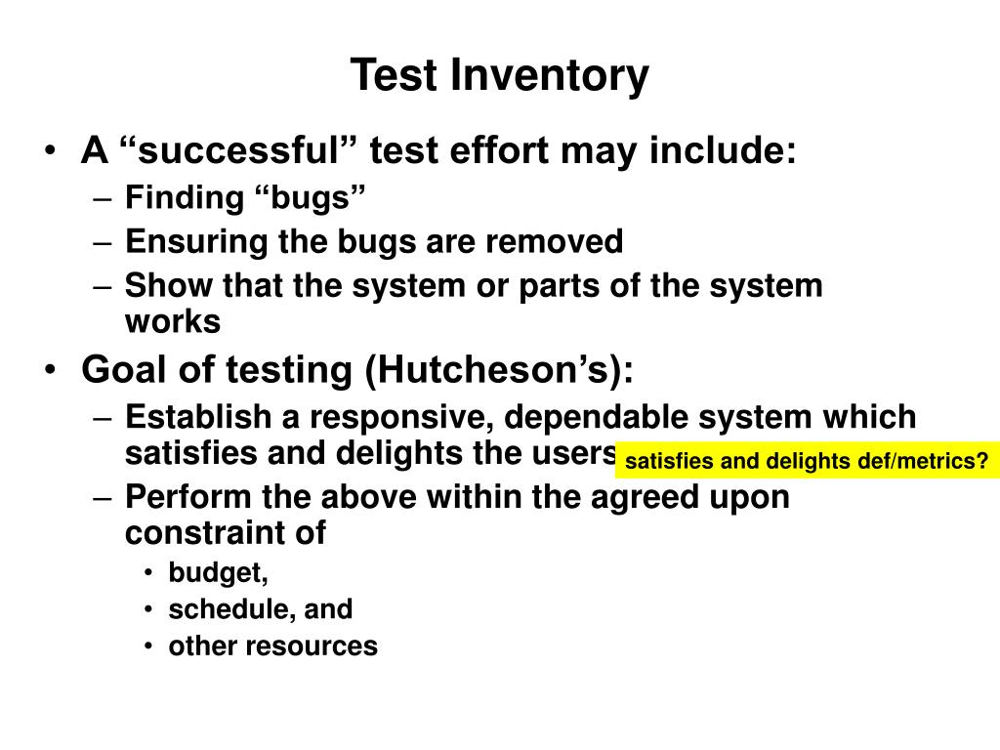 Test Inventory
• A “successful” test effort may include:
– Finding “bugs”
– Ensuring the bugs are removed
– Show that the system or parts of the system
works
• Goal of testing (Hutcheson’s):
– Establish a responsive, dependable system which
satisfies and delights the users
satisfies and delights def/metrics?
– Perform the above within the agreed upon
constraint of
• budget,
• schedule, and
• other resources